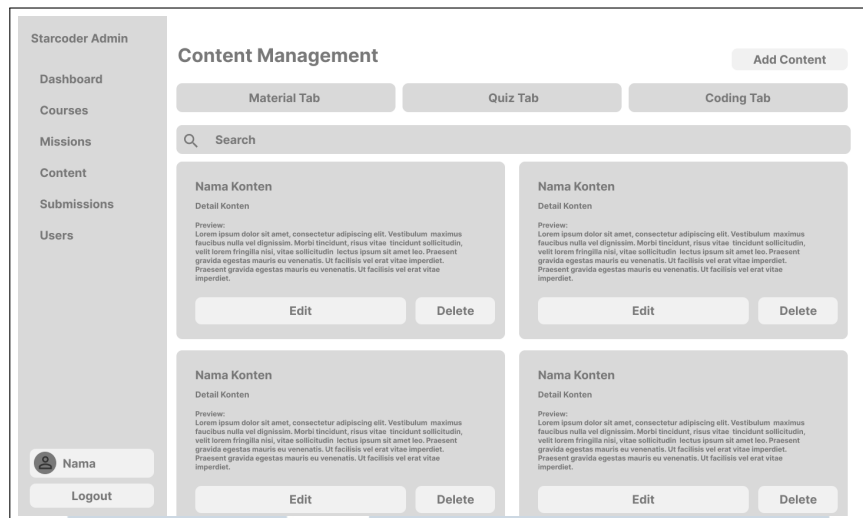 Starcoder Admin
Dashboard
Courses
Missions
Content
Submissions
Users
Nama
Logout
Content Management
Add Content
Material Tab
Quiz Tab
Coding Tab
Search
Nama Konten
Detail Konten
Preview:
Lorem ipsum dolor sit amet, consectetur adipiscing elit. Vestibulum maximus
faucibus nulla vel dignissim. Morbi tincidunt, risus vitae tincidunt sollicitudin,
velit lorem fringilla nisi, vitae sollicitudin lectus ipsum sit amet leo. Praesent
gravida egestas mauris eu venenatis. Ut facilisis vel erat vitae imperdiet.
Praesent gravida egestas mauris eu venenatis. Ut facilisis vel erat vitae
imperdiet.
Edit
Delete
Nama Konten
Detail Konten
Preview:
Lorem ipsum dolor sit amet, consectetur adipiscing elit. Vestibulum maximus
faucibus nulla vel dignissim. Morbi tincidunt, risus vitae tincidunt sollicitudin,
velit lorem fringilla nisi, vitae sollicitudin lectus ipsum sit amet leo. Praesent
gravida egestas mauris eu venenatis. Ut facilisis vel erat vitae imperdiet.
Praesent gravida egestas mauris eu venenatis. Ut facilisis vel erat vitae
imperdiet.
Edit
Delete
Nama Konten
Detail Konten
Preview:
Lorem ipsum dolor sit amet, consectetur adipiscing elit. Vestibulum maximus
faucibus nulla vel dignissim. Morbi tincidunt, risus vitae tincidunt sollicitudin,
velit lorem fringilla nisi, vitae sollicitudin lectus ipsum sit amet leo. Praesent
gravida egestas mauris eu venenatis. Ut facilisis vel erat vitae imperdiet.
Praesent gravida egestas mauris eu venenatis. Ut facilisis vel erat vitae
imperdiet.
Edit
Delete
Nama Konten
Detail Konten
Preview:
Lorem ipsum dolor sit amet, consectetur adipiscing elit. Vestibulum maximus
faucibus nulla vel dignissim. Morbi tincidunt, risus vitae tincidunt sollicitudin,
velit lorem fringilla nisi, vitae sollicitudin lectus ipsum sit amet leo. Praesent
gravida egestas mauris eu venenatis. Ut facilisis vel erat vitae imperdiet.
Praesent gravida egestas mauris eu venenatis. Ut facilisis vel erat vitae
imperdiet.
Edit
Delete